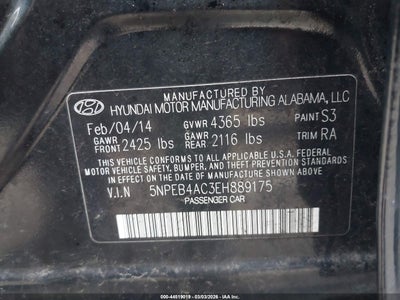 MANUFACTURED BY
HYUNDAI MOTOR MANUFACTURING ALABAMA, LLC
Feb/04/14 GVWR 4365 lbs PAINT S3
GAWR FRONT 2425 lbs GAWR REAR 2116 lbs TRIM RA
THIS VEHICLE CONFORMS TO ALL APPLICABLE U.S. FEDERAL
MOTOR VEHICLE SAFETY, BUMPER, AND THEFT PREVENTION
STANDARDS IN EFFECT ON THE DATE OF MANUFACTURE SHOWN ABOVE.
V.I.N 5NPEB4AC3EH889175
PASSENGER CAR
000-44519019 - 03/03/2026 - ©IAA Holdings, LLC